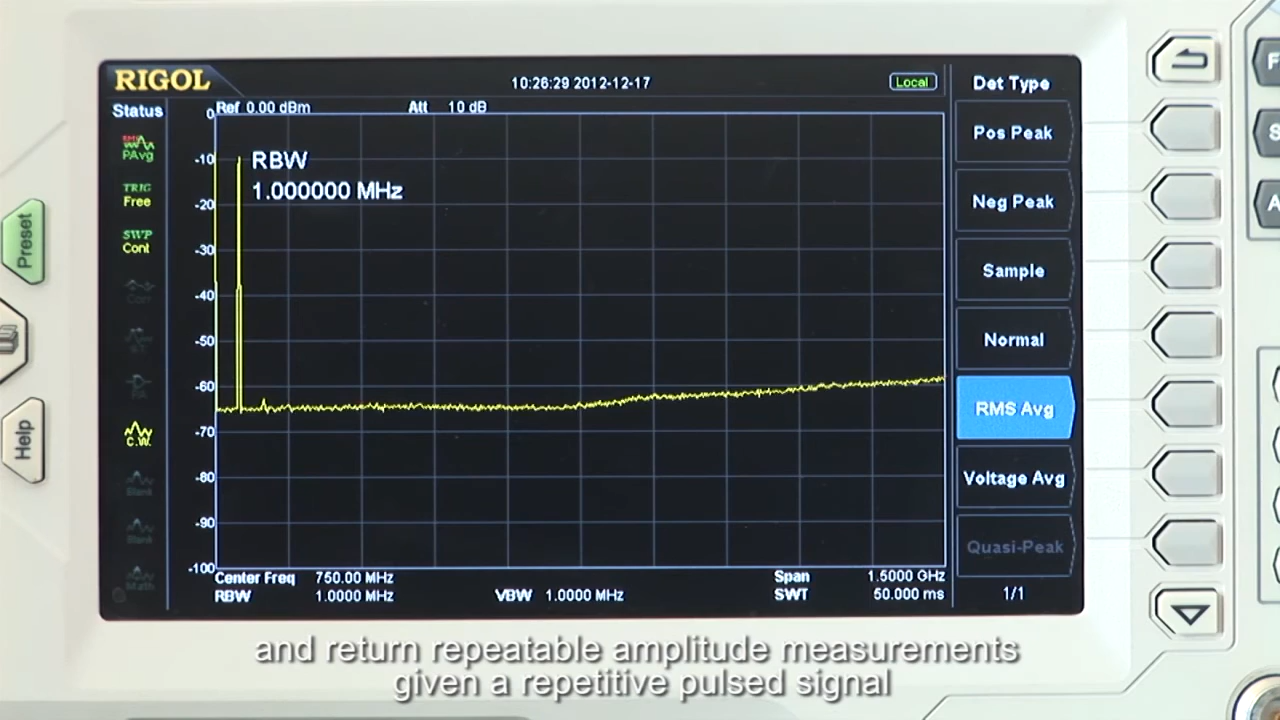 RIGOL
10:26:29 2012-12-17
Local
Det Type
Status
Ref 0.00 dBm
Att 10 dB
PAvg
TRIG
Free
SWP
Cont
C.W.
Blank
Blank
Math
0
-10
-20
-30
-40
-50
-60
-70
-80
-90
-100
RBW
1.000000 MHz
Pos Peak
Neg Peak
Sample
Normal
RMS Avg
Voltage Avg
Quasi-Peak
1/1
Center Freq 750.00 MHz
Span 1.5000 GHz
RBW 1.0000 MHz
VBW 1.0000 MHz
SWT 50.000 ms
Preset
Help
F
S
A
and return repeatable amplitude measurements
given a repetitive pulsed signal